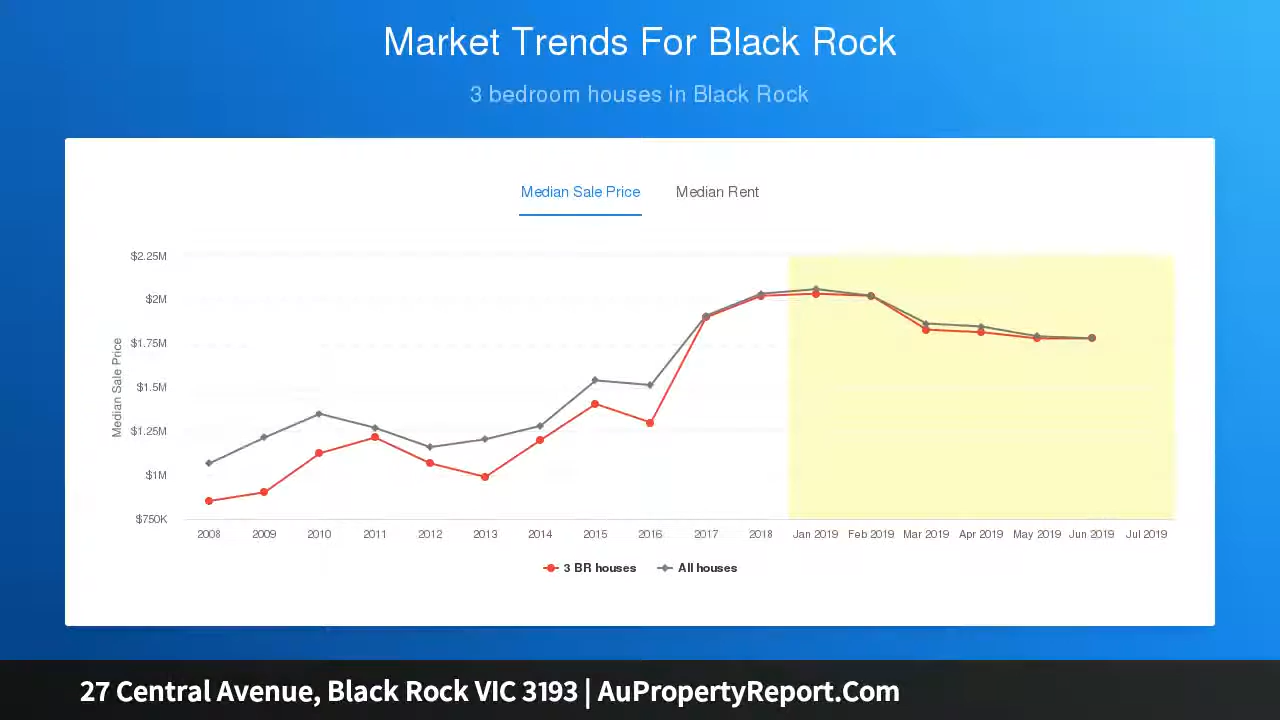 Market Trends For Black Rock
3 bedroom houses in Black Rock
Median Sale Price Median Rent
$2.25M
$2M
$1.75M
$1.5M
$1.25M
$1M
$750K
Median Sale Price
2008 2009 2010 2011 2012 2013 2014 2015 2016 2017 2018 Jan 2019 Feb 2019 Mar 2019 Apr 2019 May 2019 Jun 2019 Jul 2019
3 BR houses All houses
27 Central Avenue, Black Rock VIC 3193 | AuPropertyReport.Com